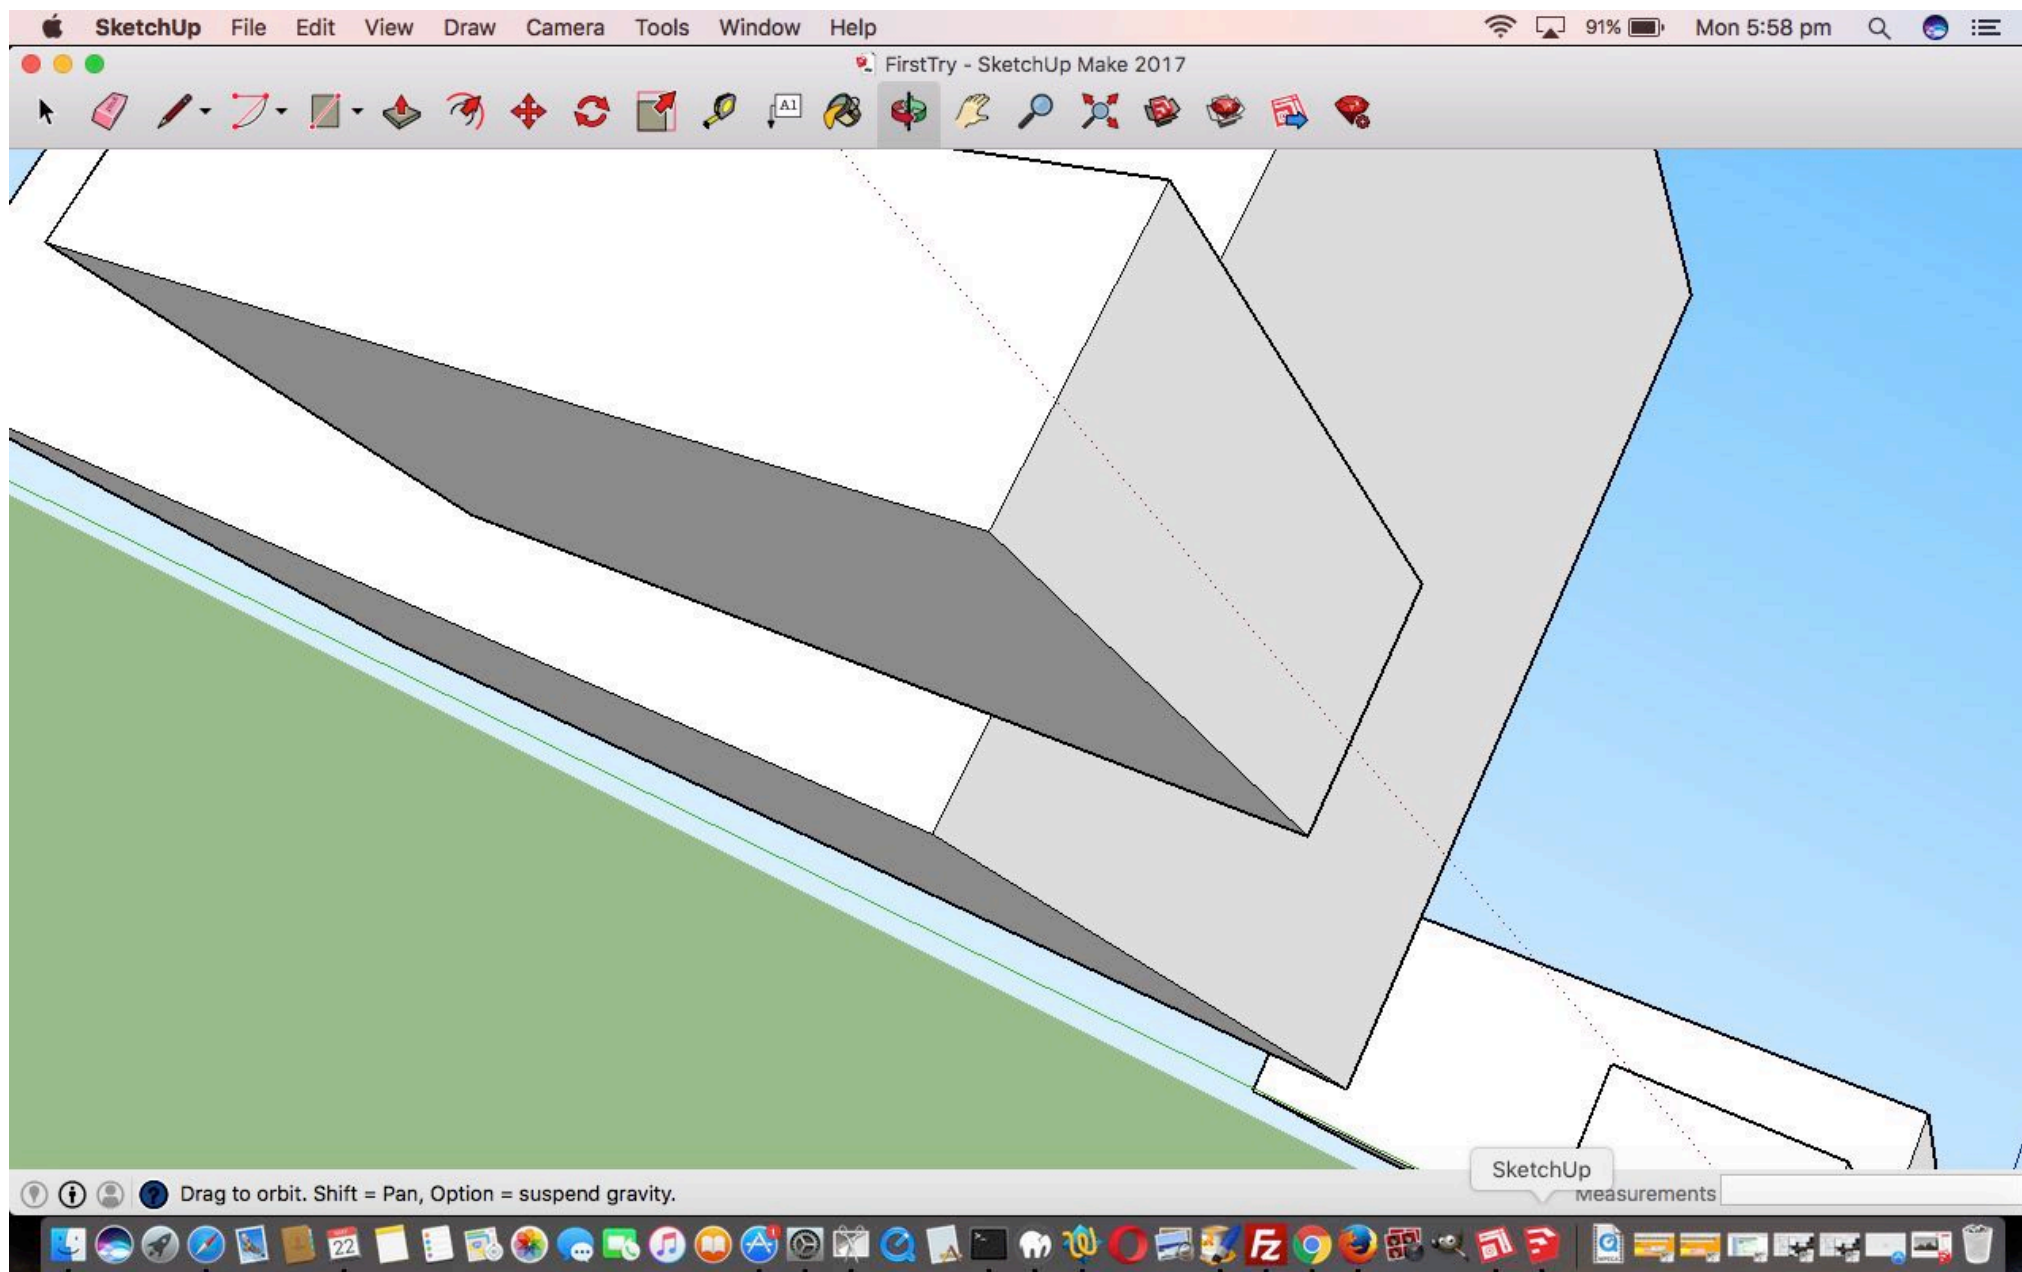 SketchUp File Edit View Draw Camera Tools Window Help 91% Mon 5:58 pm
FirstTry - SketchUp Make 2017
A1
Drag to orbit. Shift = Pan, Option = suspend gravity.
SketchUp
Measurements
22
Fz